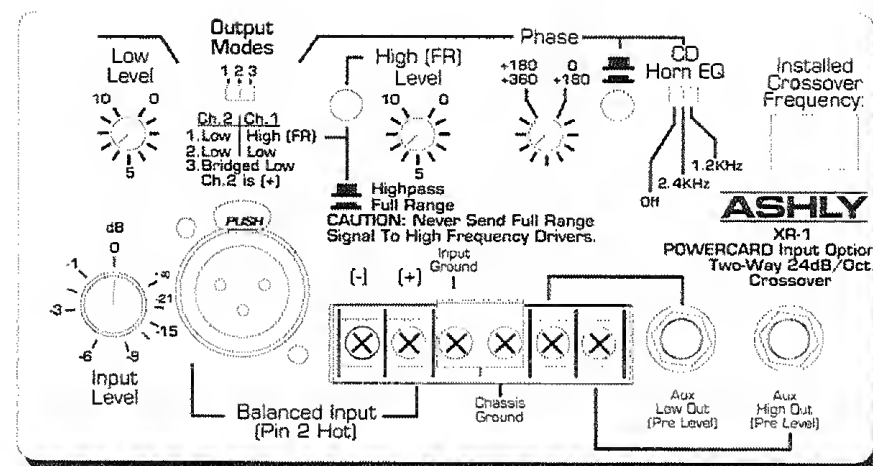 Low
Level
10 0
5
Output
Modes
1 2 3
Ch.2 Ch.1
1.Low High (FR)
2.Low Low
3.Bridged Low
Ch.2 is (+)
High (FR)
Level
10 0
5
Highpass
Full Range
CAUTION: Never Send Full Range
Signal To High Frequency Drivers.
Phase
+180 0
+360 +180
CD
Horn EQ
1.2KHz
2.4KHz
Off
Installed
Crossover
Frequency:
ASHLY
XR-1
POWERCARD Input Option
Two-Way 24dB/Oct.
Crossover
dB
0
-1
-3
-6
-9
-15
-21
Input
Level
PUSH
Balanced Input
(Pin 2 Hot)
(-) (+)
Input
Ground
Chassis
Ground
Aux
Low Out
(Pre Level)
Aux
High Out
(Pre Level)